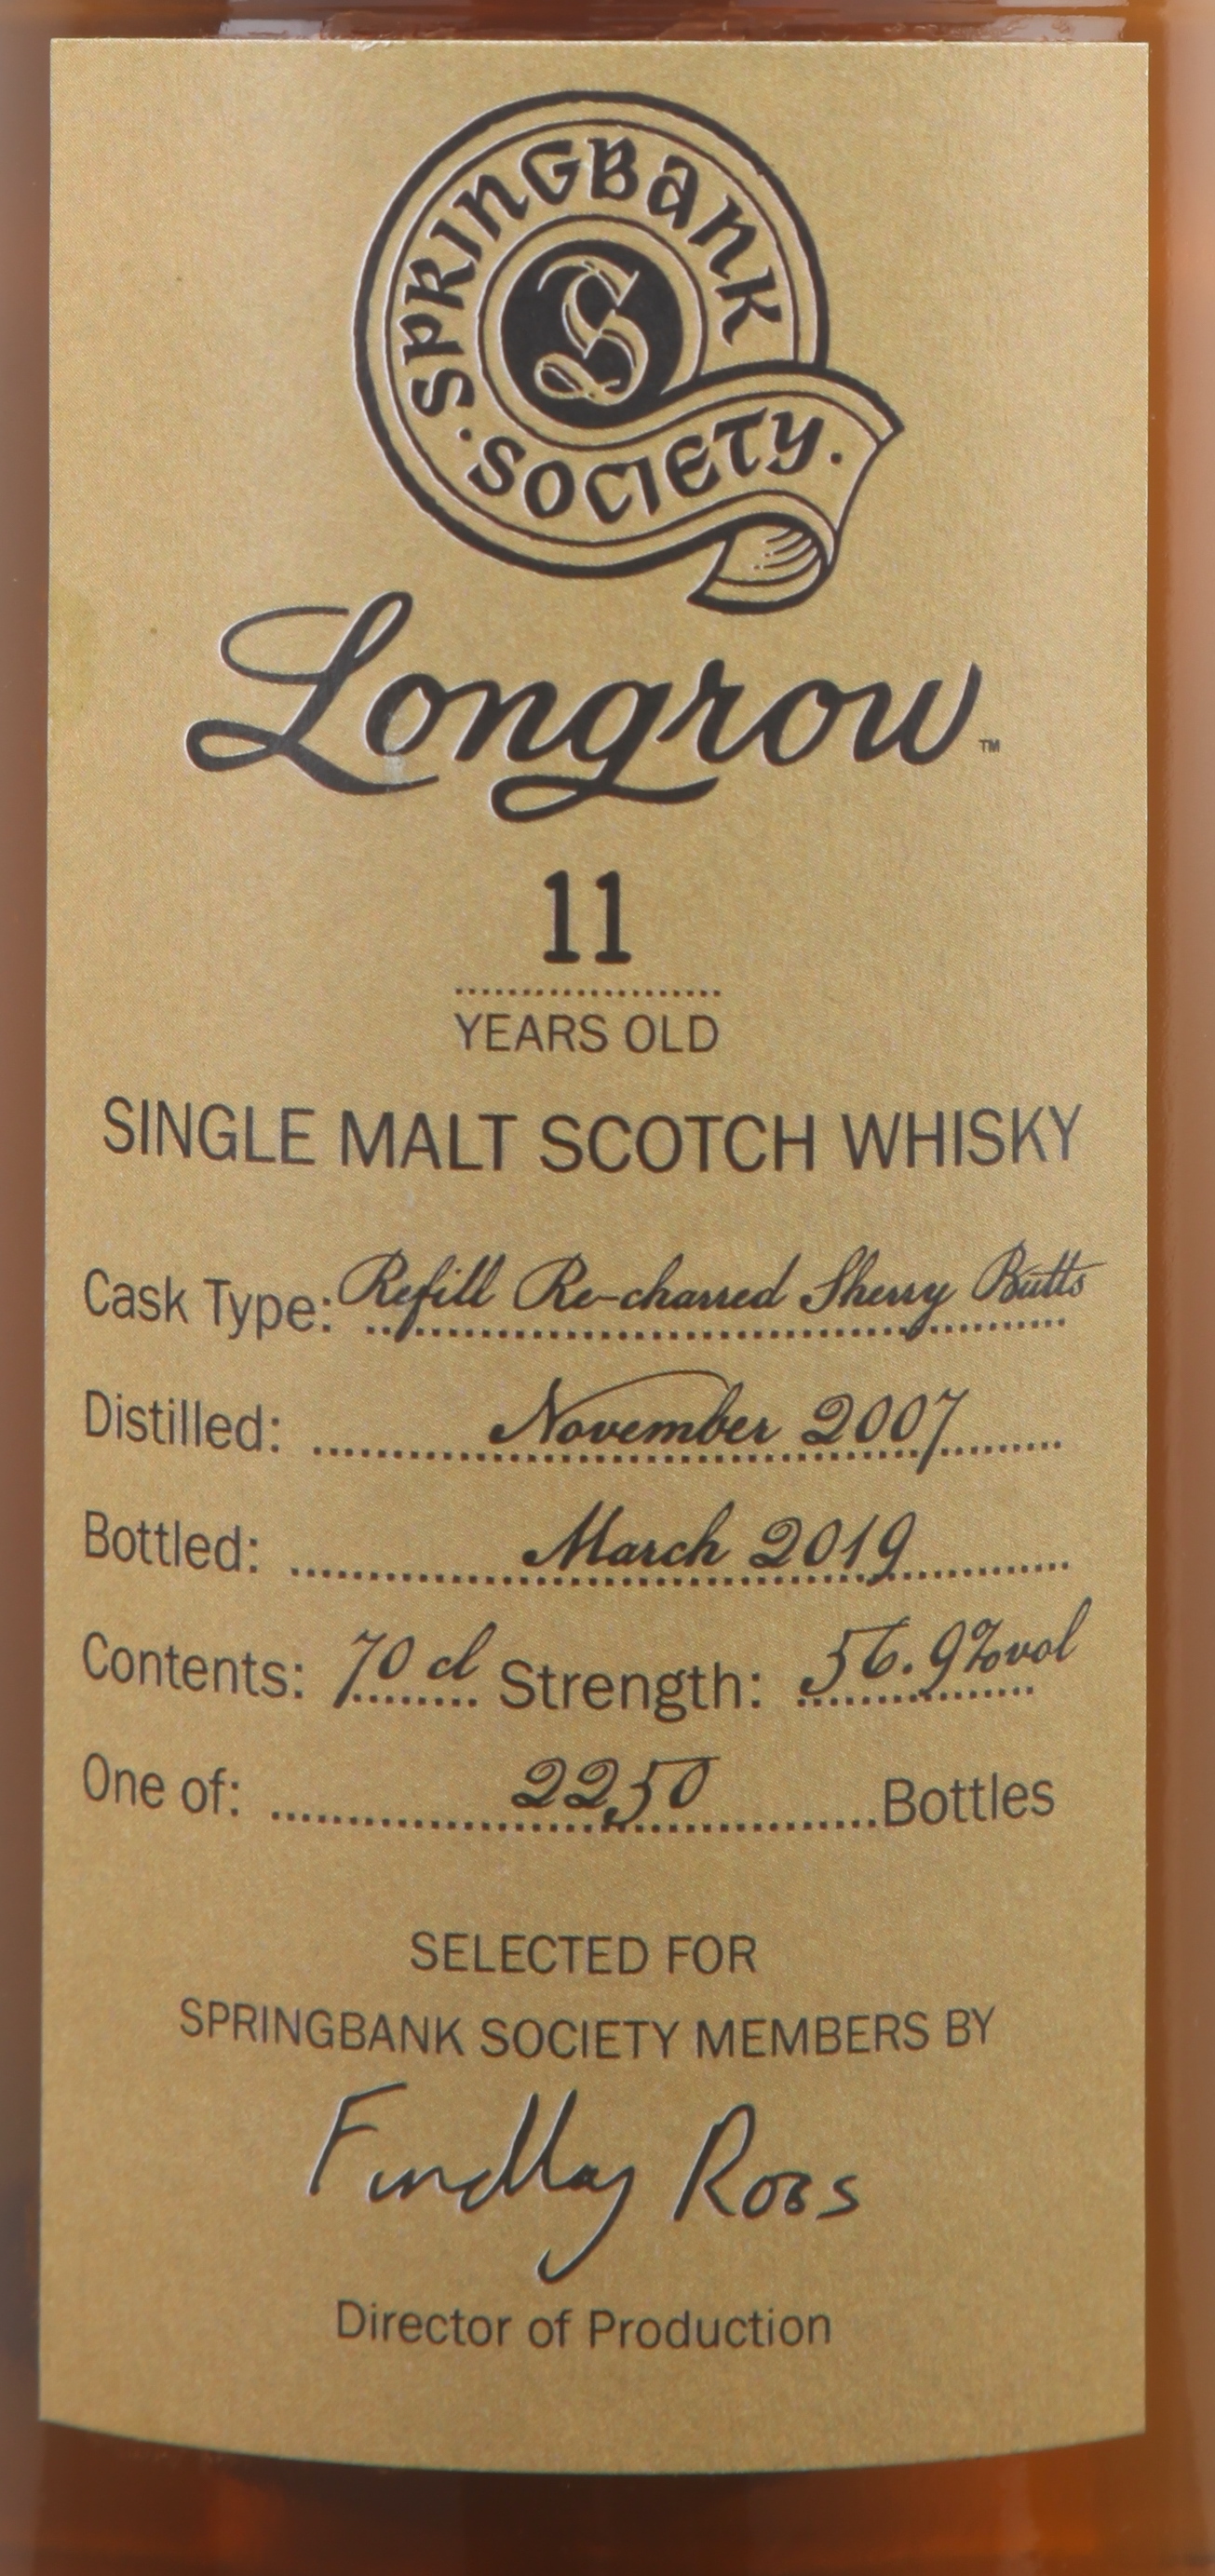 SPRINGBANK
· SOCIETY ·
S
Longrow™
11
YEARS OLD
SINGLE MALT SCOTCH WHISKY
Cask Type: Refill Re-charred Sherry Butts
Distilled: November 2007
Bottled: March 2019
Contents: 70 cl Strength: 56.9%vol
One of: 2250 Bottles
SELECTED FOR
SPRINGBANK SOCIETY MEMBERS BY
Findlay Ross
Director of Production